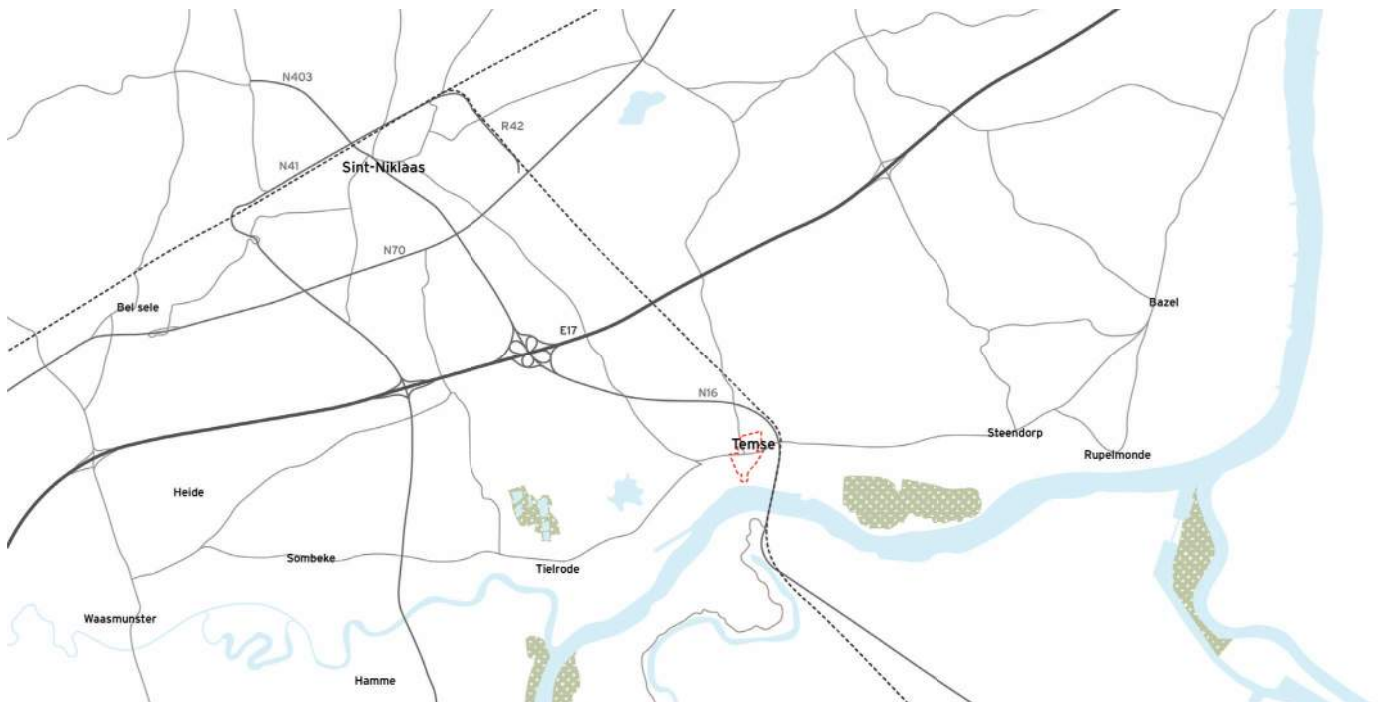 N403
R42
N41
Sint-Niklaas
N70
Bel sele
Bazel
E17
N16
Steendorp
Temse
Rupelmonde
Heide
Sombeke
Tielrode
Waasmunster
Hamme